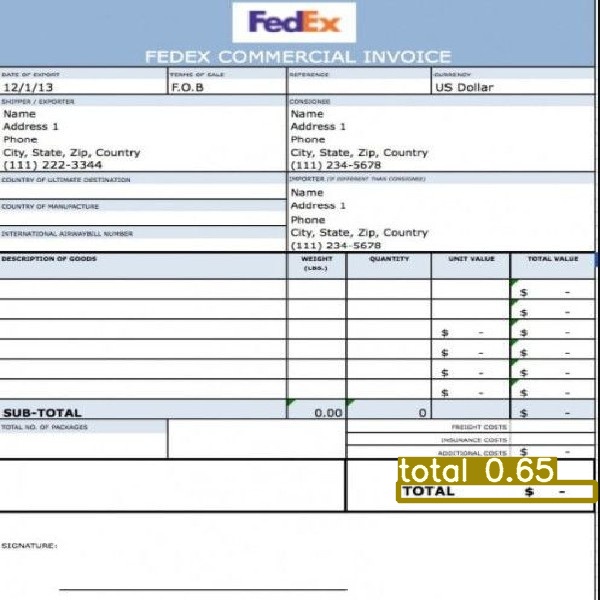 FedEx
FEDEX COMMERCIAL INVOICE
DATE OF EXPORT TERMS OF SALE REFERENCE CURRENCY
12/1/13 F.O.B US Dollar
SHIPPER / EXPORTER CONSIGNEE
Name Name
Address 1 Address 1
Phone Phone
City, State, Zip, Country City, State, Zip, Country
(111) 222-3344 (111) 234-5678
COUNTRY OF ULTIMATE DESTINATION IMPORTER (IF DIFFERENT THAN CONSIGNEE)
Name
COUNTRY OF MANUFACTURE Address 1
Phone
INTERNATIONAL AIRWAYBILL NUMBER City, State, Zip, Country
(111) 234-5678
DESCRIPTION OF GOODS WEIGHT (LBS.) QUANTITY UNIT VALUE TOTAL VALUE
$ -
$ -
$ - $ -
$ - $ -
$ - $ -
$ - $ -
SUB-TOTAL 0.00 0 $ -
TOTAL NO. OF PACKAGES FREIGHT COSTS
INSURANCE COSTS
ADDITIONAL COSTS $ -
total 0.65
TOTAL $ -
SIGNATURE: